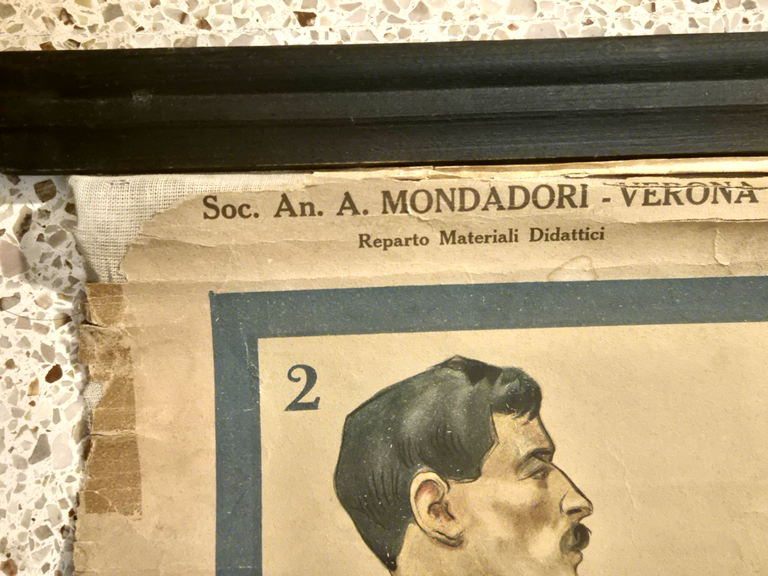 Soc. An. A. MONDADORI - VERONA
Reparto Materiali Didattici
2